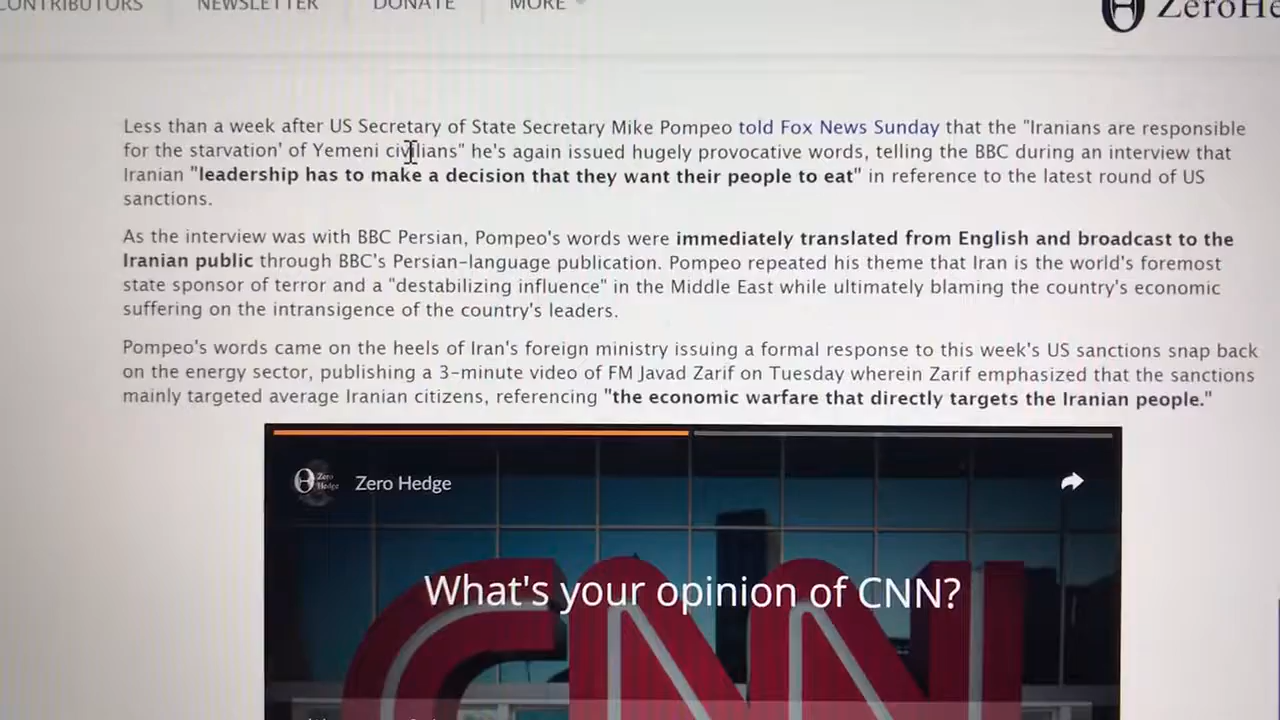 CONTRIBUTORS NEWSLETTER DONATE MORE
ZeroHe
Less than a week after US Secretary of State Secretary Mike Pompeo told Fox News Sunday that the "Iranians are responsible
for the starvation' of Yemeni civilians" he's again issued hugely provocative words, telling the BBC during an interview that
Iranian "leadership has to make a decision that they want their people to eat" in reference to the latest round of US
sanctions.
As the interview was with BBC Persian, Pompeo's words were immediately translated from English and broadcast to the
Iranian public through BBC's Persian-language publication. Pompeo repeated his theme that Iran is the world's foremost
state sponsor of terror and a "destabilizing influence" in the Middle East while ultimately blaming the country's economic
suffering on the intransigence of the country's leaders.
Pompeo's words came on the heels of Iran's foreign ministry issuing a formal response to this week's US sanctions snap back
on the energy sector, publishing a 3-minute video of FM Javad Zarif on Tuesday wherein Zarif emphasized that the sanctions
mainly targeted average Iranian citizens, referencing "the economic warfare that directly targets the Iranian people."
Zero Hedge
Zero Hedge
What's your opinion of CNN?
CNN